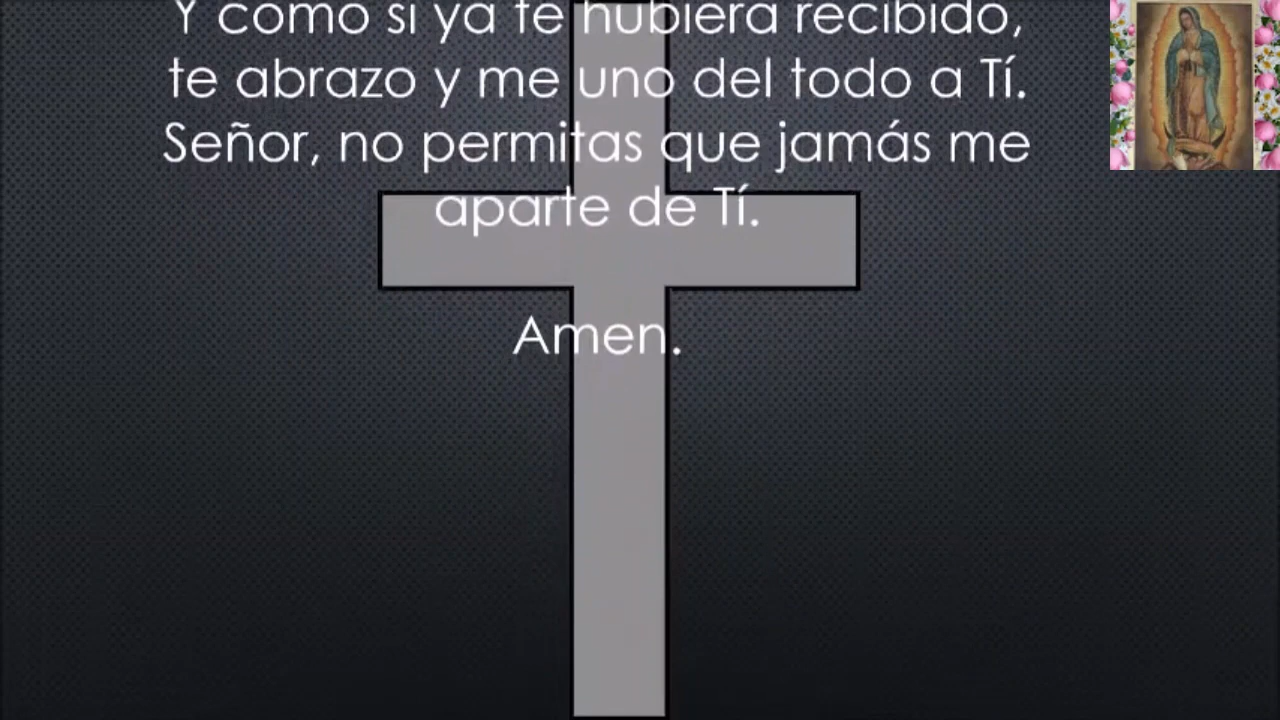 Y como si ya te hubiera recibido,
te abrazo y me uno del todo a Tí.
Señor, no permitas que jamás me
aparte de Tí.
Amen.